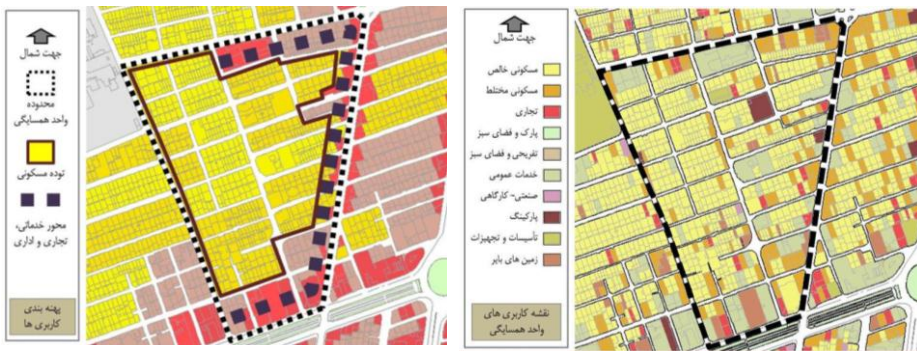 جهت شمال
محدوده
واحد همسایگی
توده مسکونی
محور خدماتی،
تجاری و اداری
پهنه بندی
کاربری ها
جهت شمال
مسکونی خالص
مسکونی مختلط
تجاری
پارک و فضای سبز
تفریحی و فضای سبز
خدمات عمومی
صنعتی- کارگاهی
پارکینگ
تأسیسات و تجهیزات
زمین های بایر
نقشه کاربری های
واحد همسایگی